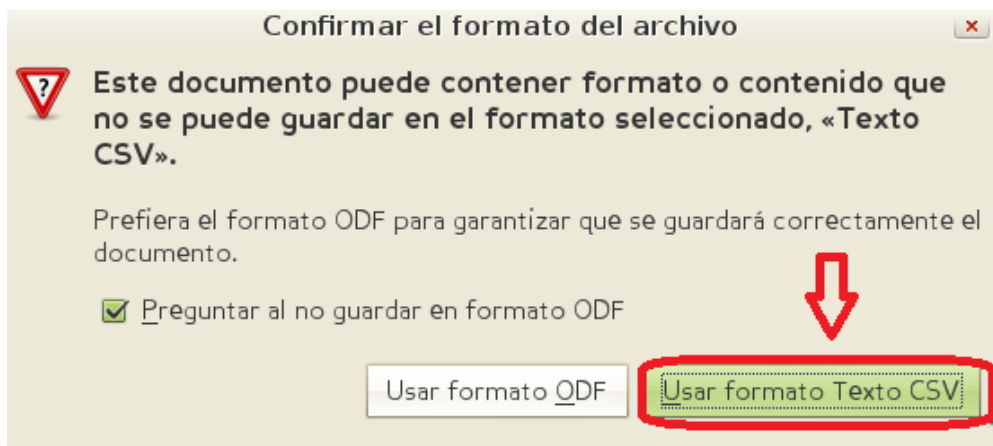 Confirmar el formato del archivo
Este documento puede contener formato o contenido que
no se puede guardar en el formato seleccionado, «Texto
CSV».
Prefiera el formato ODF para garantizar que se guardará correctamente el
documento.
Preguntar al no guardar en formato ODF
Usar formato ODF
Usar formato Texto CSV